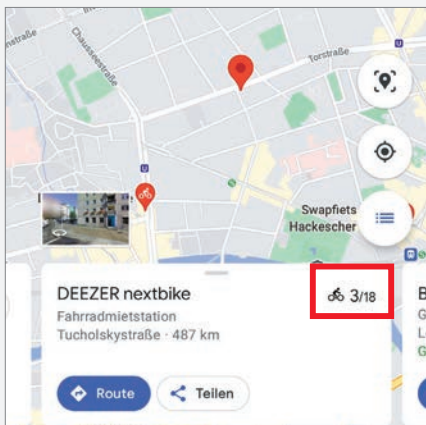 Chausseestraße
Torstraße
Swapfiets
Hackescher
DEEZER nextbike
3/18
Fahrradmietstation
Tucholskystraße · 487 km
Route
Teilen
B
G
L
G